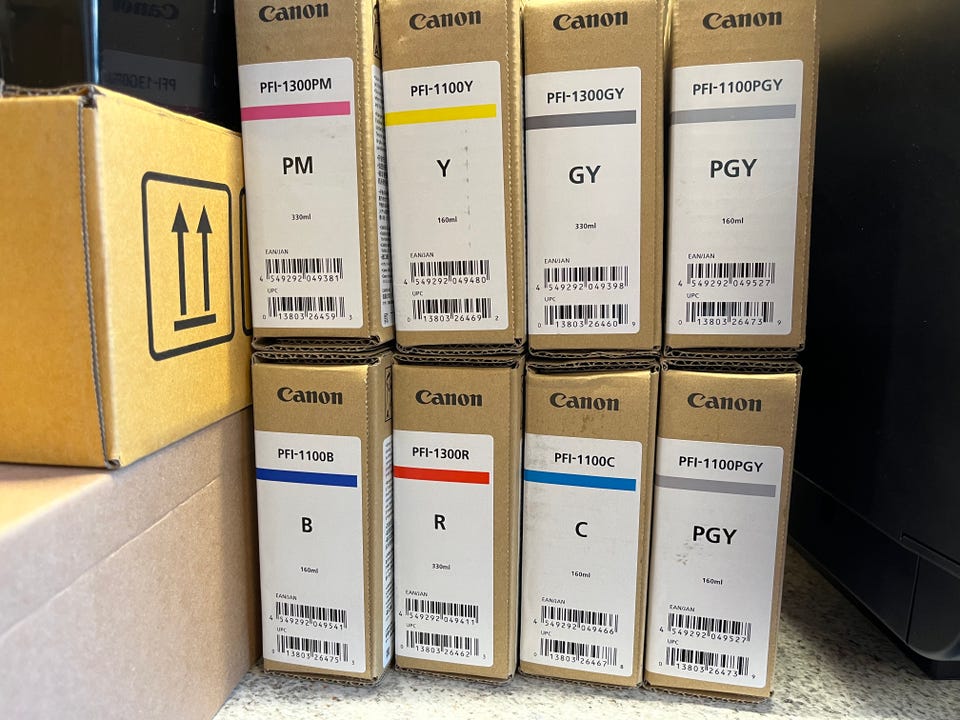 Canon
PFI-1300PM
PM
330ml
EAN/JAN
4 549292 049381
UPC
0 13803 26459 3
Canon
PFI-1100Y
Y
160ml
EAN/JAN
4 549292 049480
UPC
0 13803 26469 2
Canon
PFI-1300GY
GY
330ml
EAN/JAN
4 549292 049398
UPC
0 13803 26460 9
Canon
PFI-1100PGY
PGY
160ml
EAN/JAN
4 549292 049527
UPC
0 13803 26473 9
Canon
PFI-1100B
B
160ml
EAN/JAN
4 549292 049541
UPC
0 13803 26475 3
Canon
PFI-1300R
R
330ml
EAN/JAN
4 549292 049411
UPC
0 13803 26462 3
Canon
PFI-1100C
C
160ml
EAN/JAN
4 549292 049466
UPC
0 13803 26467 8
Canon
PFI-1100PGY
PGY
160ml
EAN/JAN
4 549292 049527
UPC
0 13803 26473 9